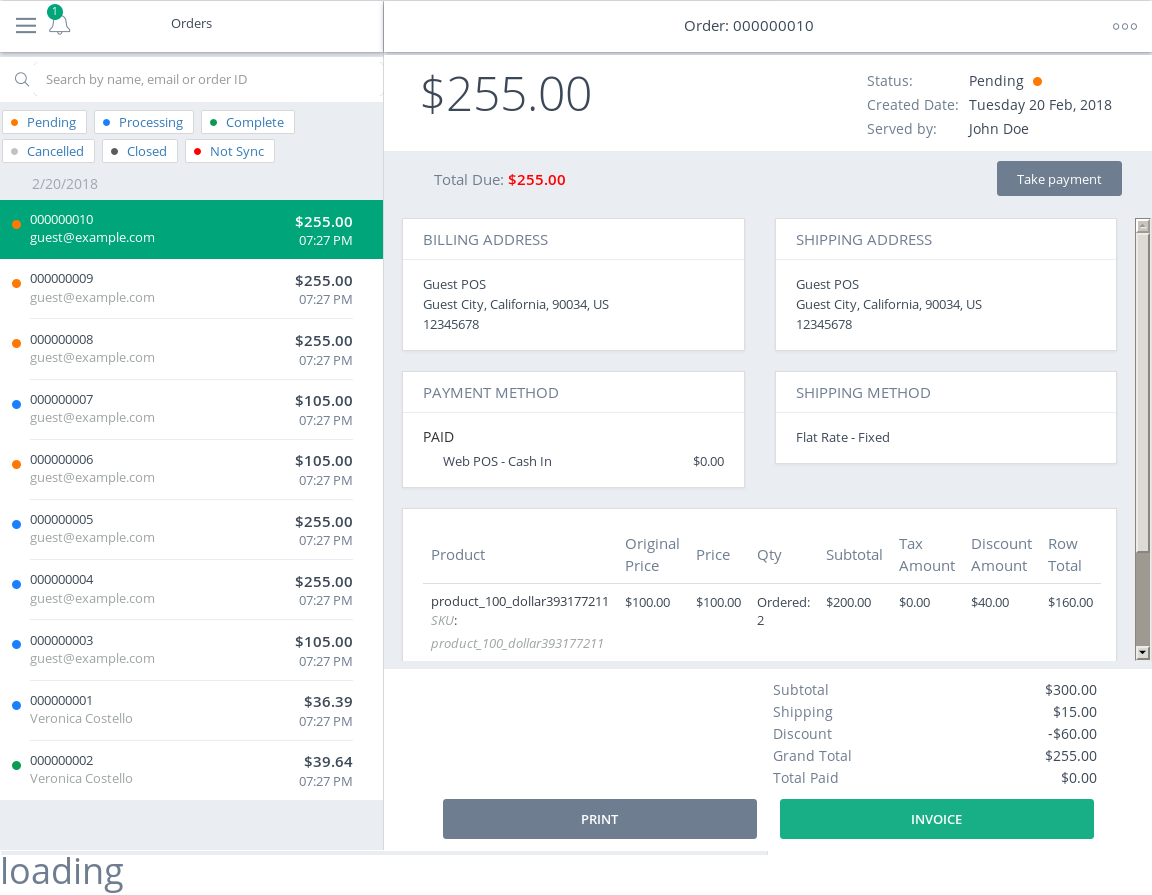 1
Orders
Search by name, email or order ID
Pending
Processing
Complete
Cancelled
Closed
Not Sync
2/20/2018
000000010 $255.00
guest@example.com 07:27 PM
000000009 $255.00
guest@example.com 07:27 PM
000000008 $255.00
guest@example.com 07:27 PM
000000007 $105.00
guest@example.com 07:27 PM
000000006 $105.00
guest@example.com 07:27 PM
000000005 $255.00
guest@example.com 07:27 PM
000000004 $255.00
guest@example.com 07:27 PM
000000003 $105.00
guest@example.com 07:27 PM
000000001 $36.39
Veronica Costello 07:27 PM
000000002 $39.64
Veronica Costello 07:27 PM
Order: 000000010
$255.00
Status: Pending
Created Date: Tuesday 20 Feb, 2018
Served by: John Doe
Total Due: $255.00
Take payment
BILLING ADDRESS
Guest POS
Guest City, California, 90034, US
12345678
SHIPPING ADDRESS
Guest POS
Guest City, California, 90034, US
12345678
PAYMENT METHOD
PAID
Web POS - Cash In $0.00
SHIPPING METHOD
Flat Rate - Fixed
Product Original Price Price Qty Subtotal Tax Amount Discount Amount Row Total
product_100_dollar393177211 $100.00 $100.00 Ordered: 2 $200.00 $0.00 $40.00 $160.00
SKU:
product_100_dollar393177211
Subtotal $300.00
Shipping $15.00
Discount -$60.00
Grand Total $255.00
Total Paid $0.00
PRINT
INVOICE
loading